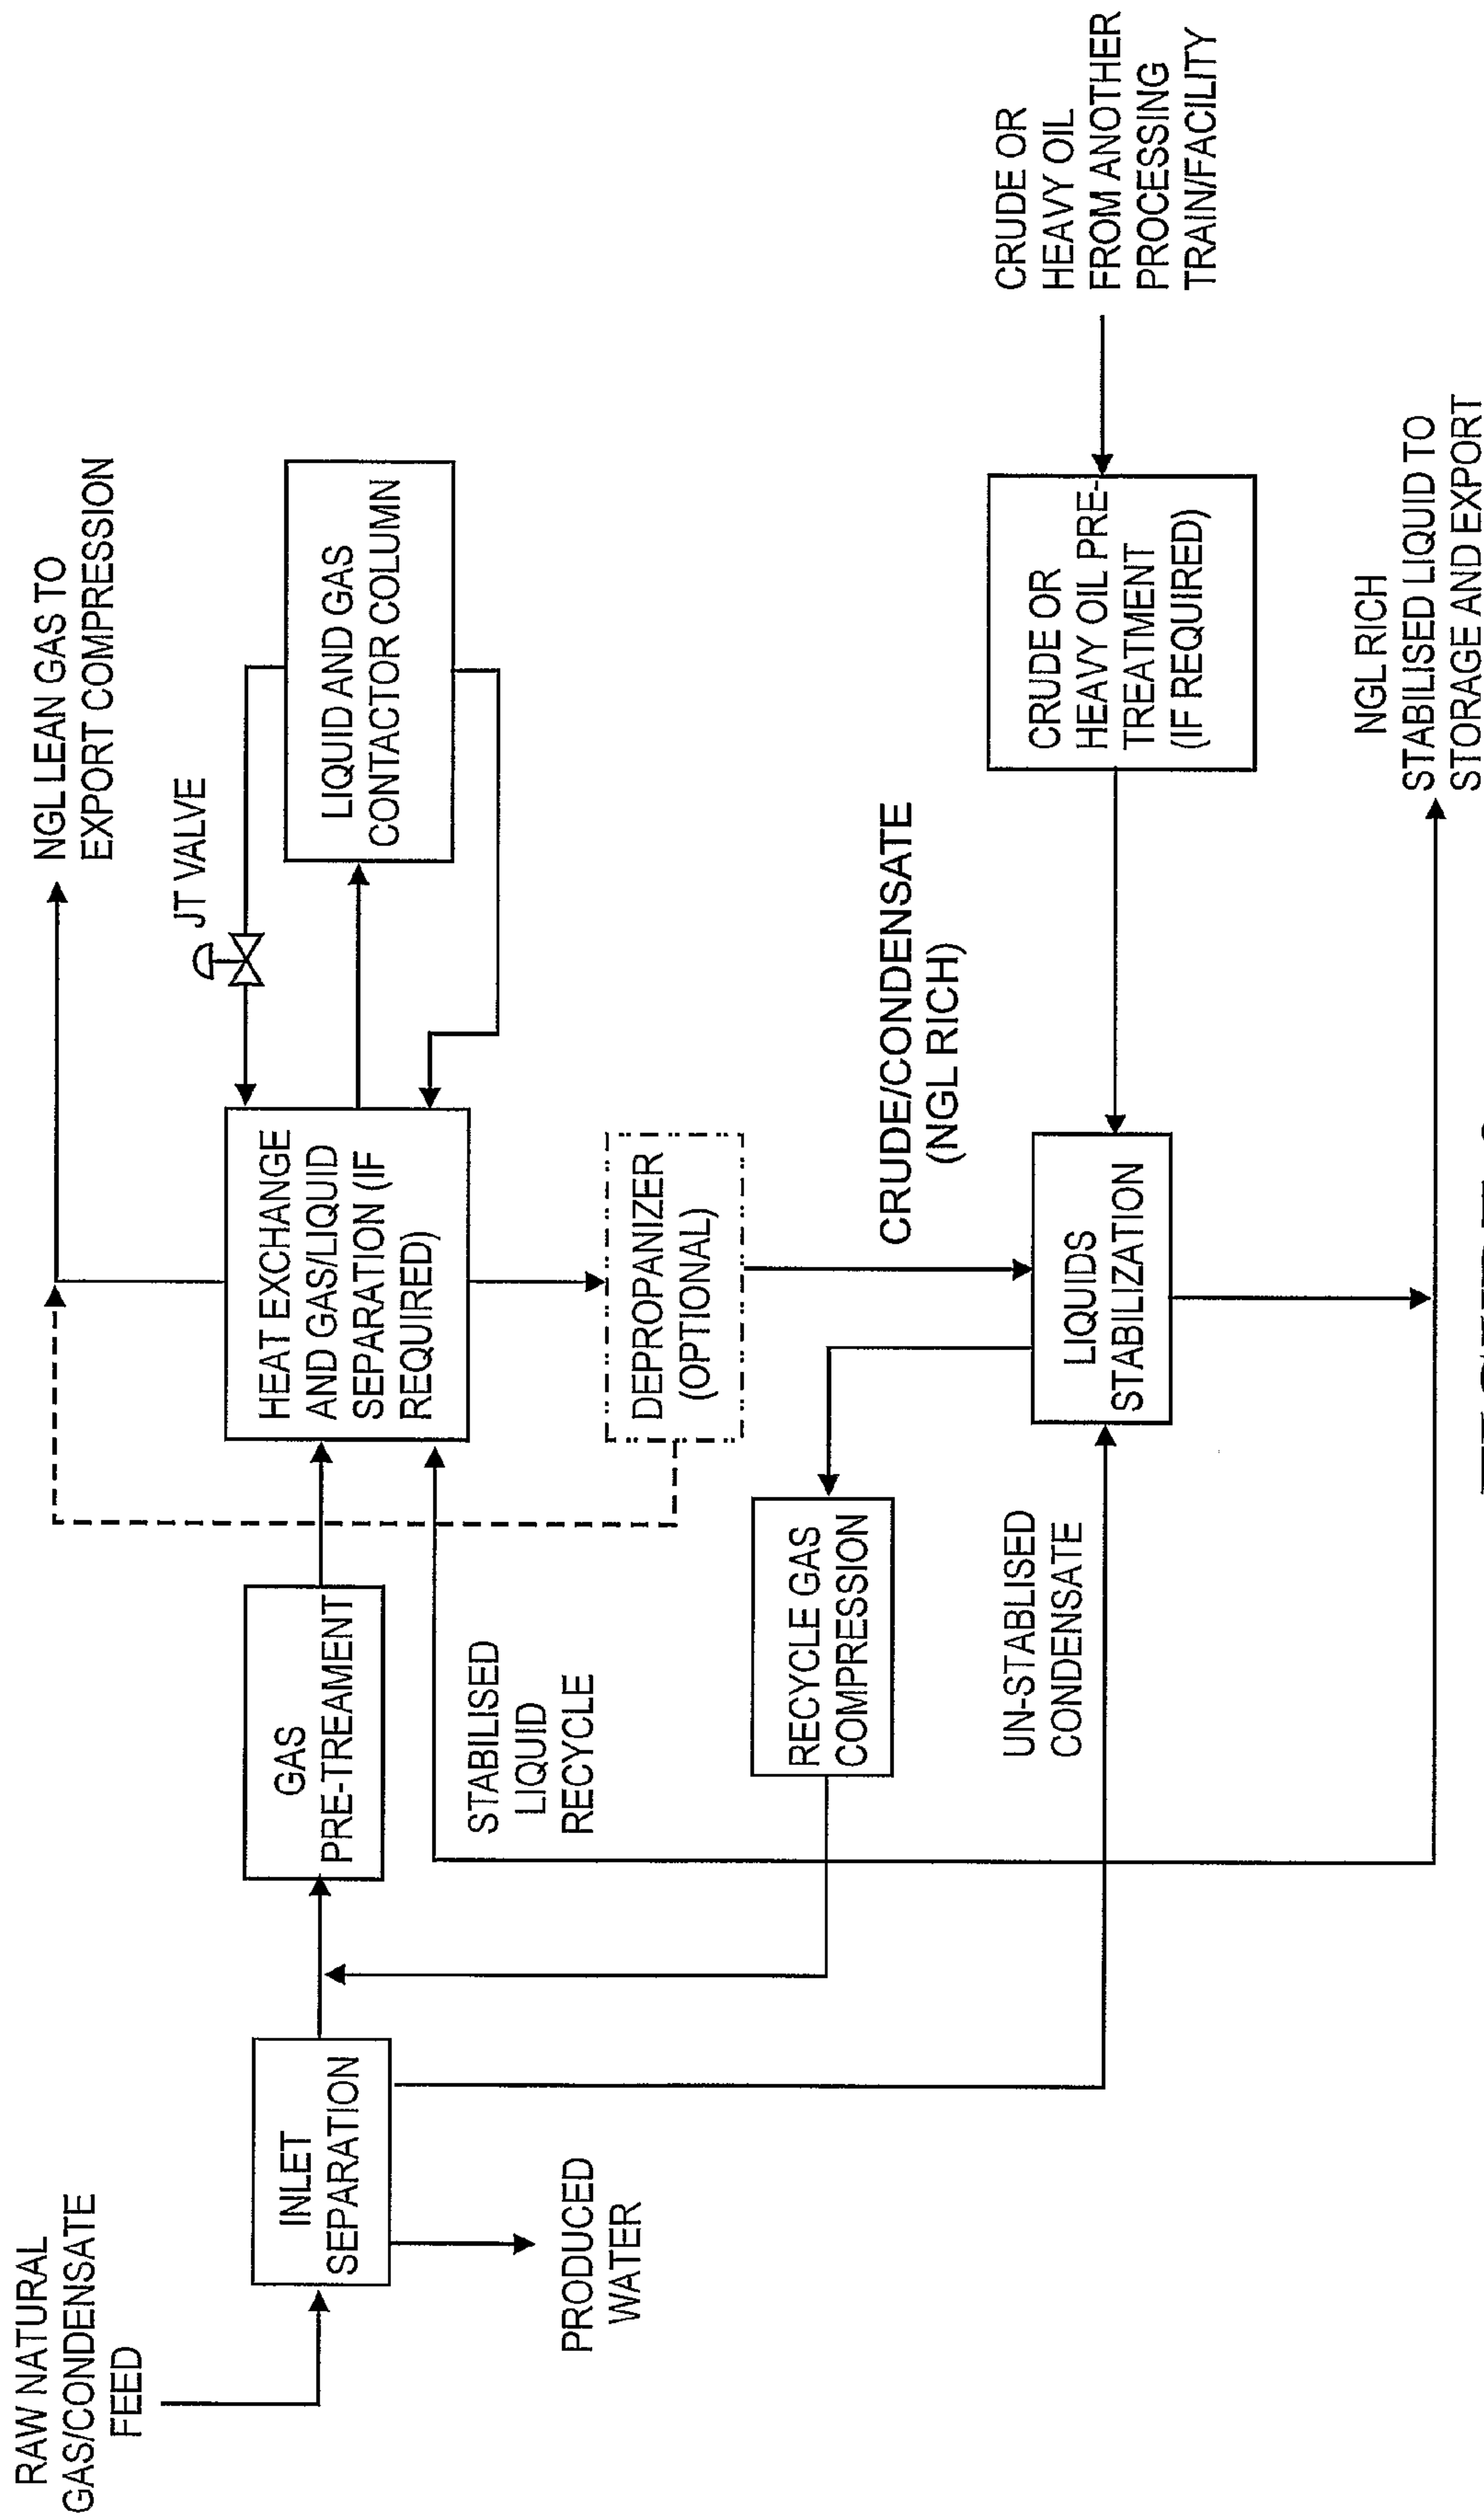 RAW NATURAL
GAS/CONDENSATE
FEED
INLET
SEPARATION
PRODUCED
WATER
GAS
PRE-TREAMENT
STABILISED
LIQUID
RECYCLE
RECYCLE GAS
COMPRESSION
UN-STABILISED
CONDENSATE
HEAT EXCHANGE
AND GAS/LIQUID
SEPARATION (IF
REQUIRED)
DEPROPANIZER
(OPTIONAL)
LIQUIDS
STABILIZATION
CRUDE/CONDENSATE
(NGL RICH)
NGL LEAN GAS TO
EXPORT COMPRESSION
JT VALVE
LIQUID AND GAS
CONTACTOR COLUMN
CRUDE OR
HEAVY OIL PRE-
TREATMENT
(IF REQUIRED)
CRUDE OR
HEAVY OIL
FROM ANOTHER
PROCESSING
TRAIN/FACILITY
NGL RICH
STABILISED LIQUID TO
STORAGE AND EXPORT